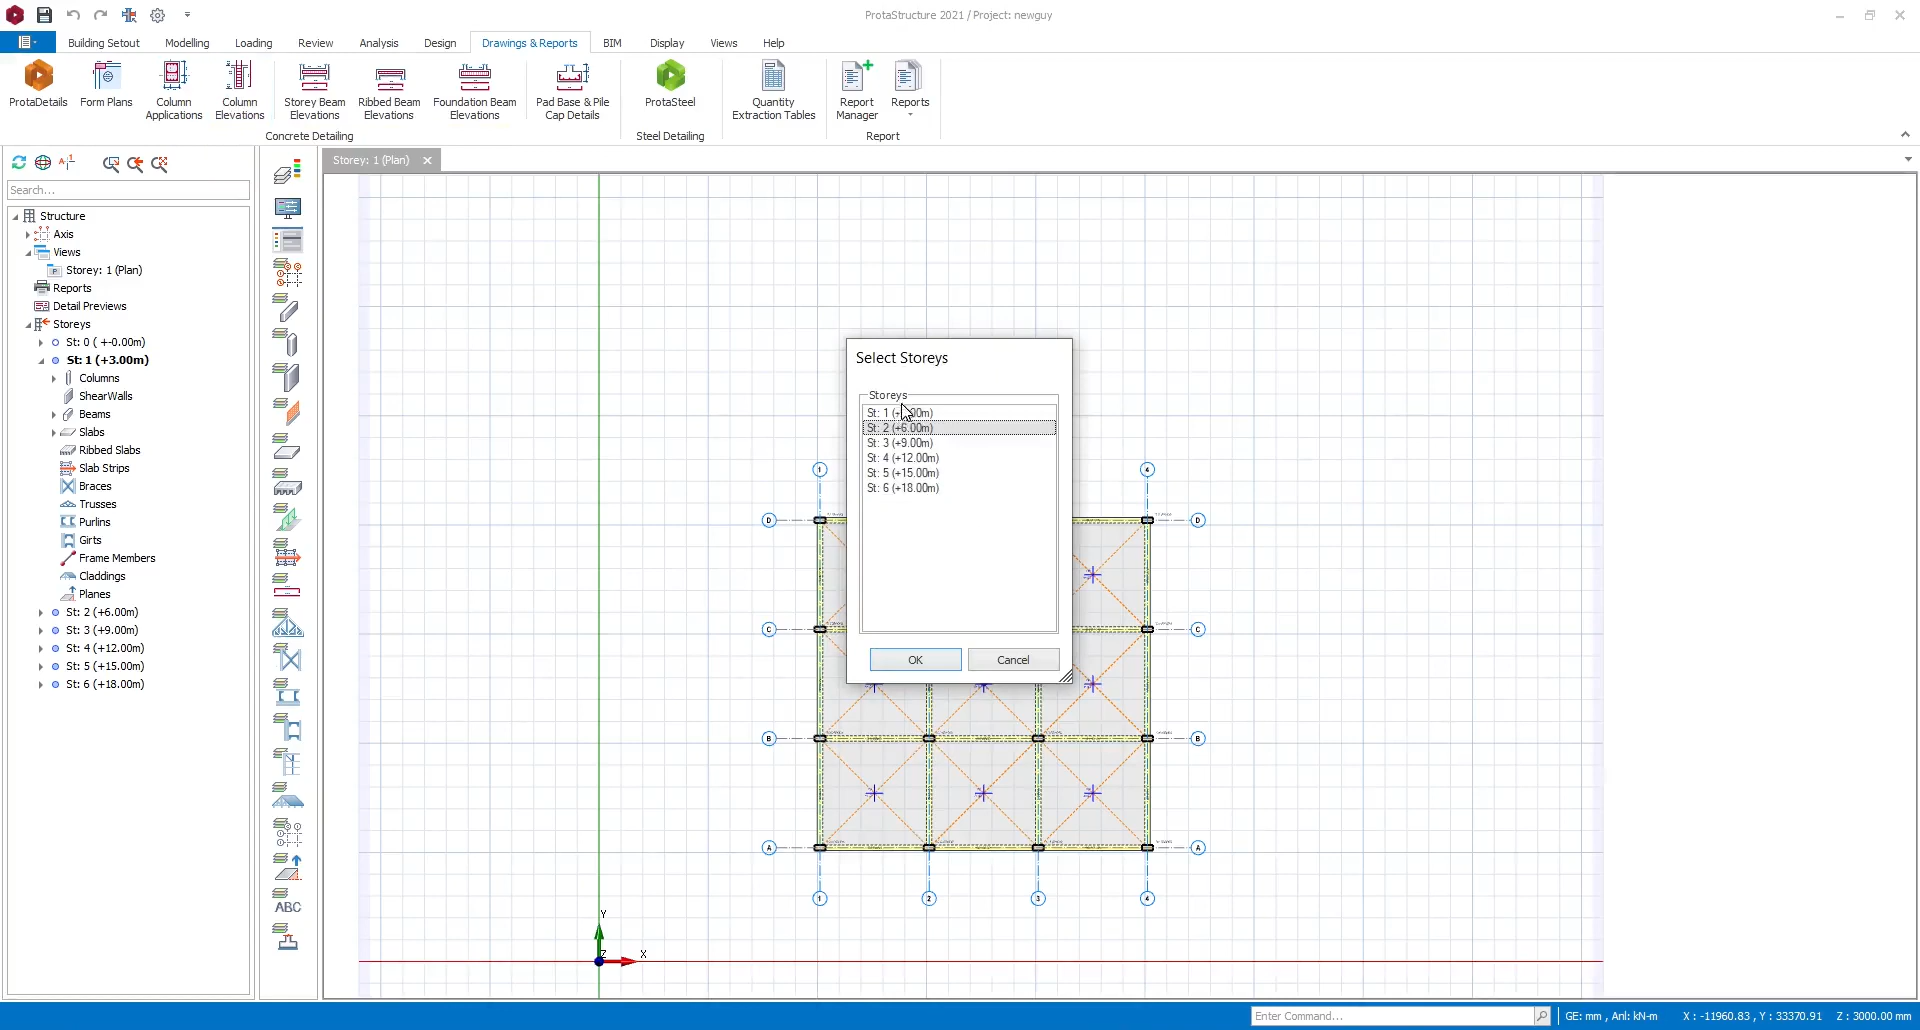 ProtaStructure 2021 / Project: newguy
Building Setout Modelling Loading Review Analysis Design Drawings & Reports BIM Display Views Help
ProtaDetails
Form Plans
Column Applications
Column Elevations
Storey Beam Elevations
Ribbed Beam Elevations
Foundation Beam Elevations
Pad Base & Pile Cap Details
ProtaSteel
Quantity Extraction Tables
Report Manager
Reports
Concrete Detailing
Steel Detailing
Report
Storey: 1 (Plan)
Search...
Structure
Axis
Views
Storey: 1 (Plan)
Reports
Detail Previews
Storeys
St: 0 ( +-0.00m)
St: 1 (+3.00m)
Columns
ShearWalls
Beams
Slabs
Ribbed Slabs
Slab Strips
Braces
Trusses
Purlins
Girts
Frame Members
Claddings
Planes
St: 2 (+6.00m)
St: 3 (+9.00m)
St: 4 (+12.00m)
St: 5 (+15.00m)
St: 6 (+18.00m)
ABC
Select Storeys
Storeys
St: 1 (+
00m)
St: 2 (+6.00m)
St: 3 (+9.00m)
St: 4 (+12.00m)
St: 5 (+15.00m)
St: 6 (+18.00m)
OK
Cancel
1 4
D D
C C
B B
A A
1 2 3 4
Y
Z
X
Enter Command...
GE: mm , Anl: kN-m
X : -11960.83 , Y : 33370.91
Z : 3000.00 mm